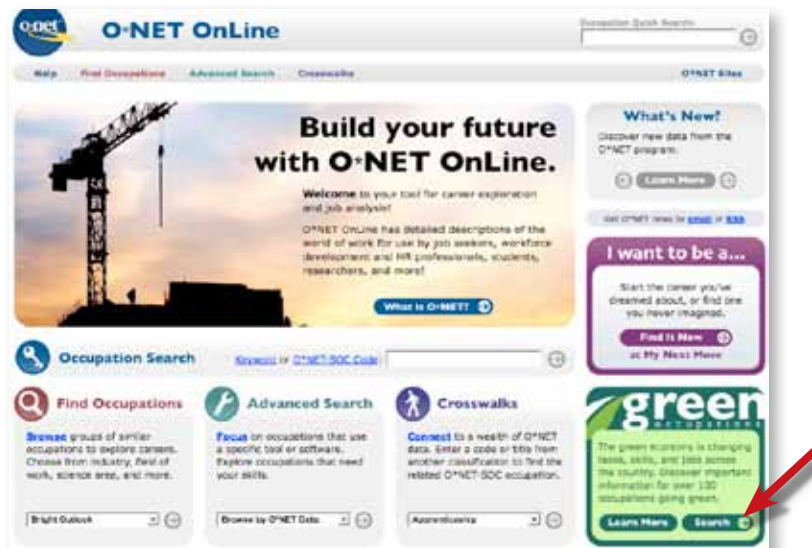 o·net
O·NET OnLine
Occupation Quick Search:
Help Find Occupations Advanced Search Crosswalks O*NET Sites
Build your future
with O·NET OnLine.
Welcome to your tool for career exploration
and job analysis!
O*NET OnLine has detailed descriptions of the
world of work for use by job seekers, workforce
development and HR professionals, students,
researchers, and more!
What is O·NET?
What's New?
Discover new data from the
O*NET program.
Learn More
Get O*NET news by email or RSS
I want to be a...
Start the career you've
dreamed about, or find one
you never imagined.
Find It Now
at My Next Move
Occupation Search Keyword or O*NET-SOC Code
Find Occupations
Browse groups of similar
occupations to explore careers.
Choose from industry, field of
work, science area, and more.
Bright Outlook
Advanced Search
Focus on occupations that use
a specific tool or software.
Explore occupations that need
your skills.
Browse by O*NET Data
Crosswalks
Connect to a wealth of O*NET
data. Enter a code or title from
another classification to find the
related O*NET-SOC occupation.
Apprenticeship
green
occupations
The green economy is changing
tasks, skills, and jobs across
the country. Discover important
information for over 100
occupations going green.
Learn More Search